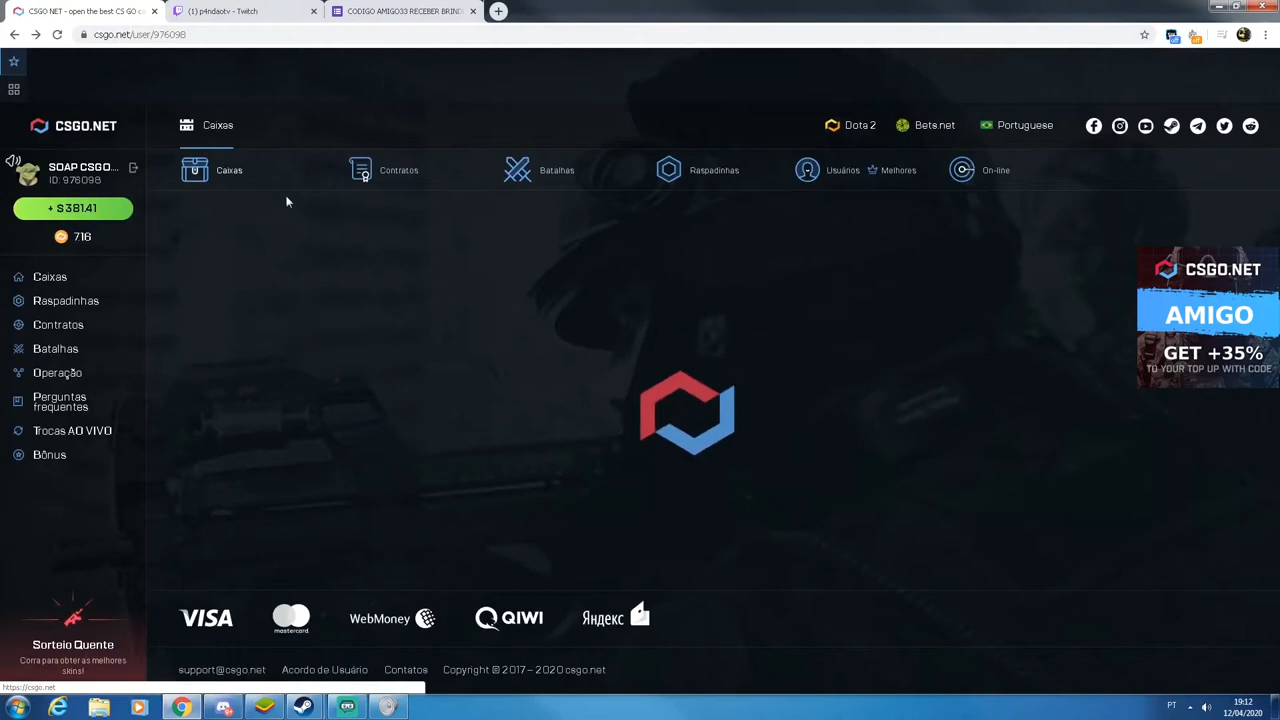 CSGO NET - open the best CS GO c
(1) p4ndaotv - Twitch
CODIGO AMIGO33 RECEBER BRIND
csgo.net/user/976098
CSGO.NET
Caixas
Dota 2
Bets.net
Portuguese
SOAP CSGO....
ID: 976098
+ $ 381.41
716
Caixas
Contratos
Batalhas
Raspadinhas
Usuários
Melhores
On-line
Caixas
Raspadinhas
Contratos
Batalhas
Operação
Perguntas
frequentes
Trocas AO VIVO
Bônus
CSGO.NET
AMIGO
GET +35%
TO YOUR TOP UP WITH CODE
Sorteio Quente
Corra para obter as melhores
skins!
VISA
mastercard.
WebMoney
QIWI
Яндекс
support@csgo.net
Acordo de Usuário
Contatos
Copyright © 2017– 2020 csgo.net
https://csgo.net
PT
19:12
12/04/2020